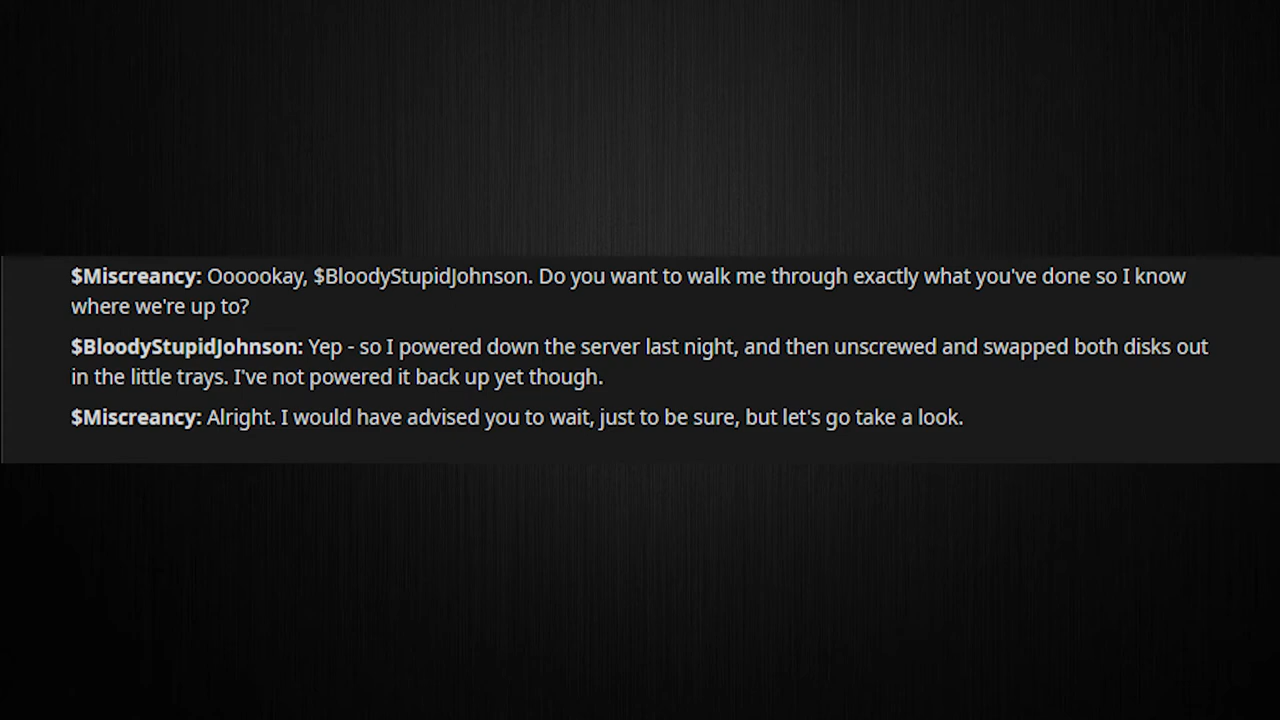 $Miscreancy: Ooookay, $BloodyStupidJohnson. Do you want to walk me through exactly what you've done so I know
where we're up to?
$BloodyStupidJohnson: Yep - so I powered down the server last night, and then unscrewed and swapped both disks out
in the little trays. I've not powered it back up yet though.
$Miscreancy: Alright. I would have advised you to wait, just to be sure, but let's go take a look.